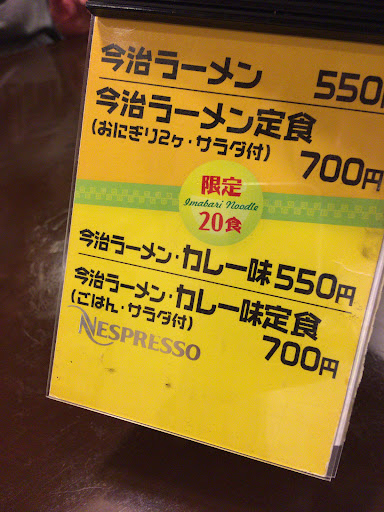 今治ラーメン 550
今治ラーメン定食
(おにぎり2ヶ・サラダ付) 700円
限定
Imabari Noodle
20食
今治ラーメン・カレー味 550円
今治ラーメン・カレー味定食
(ごはん・サラダ付) 700円
NESPRESSO